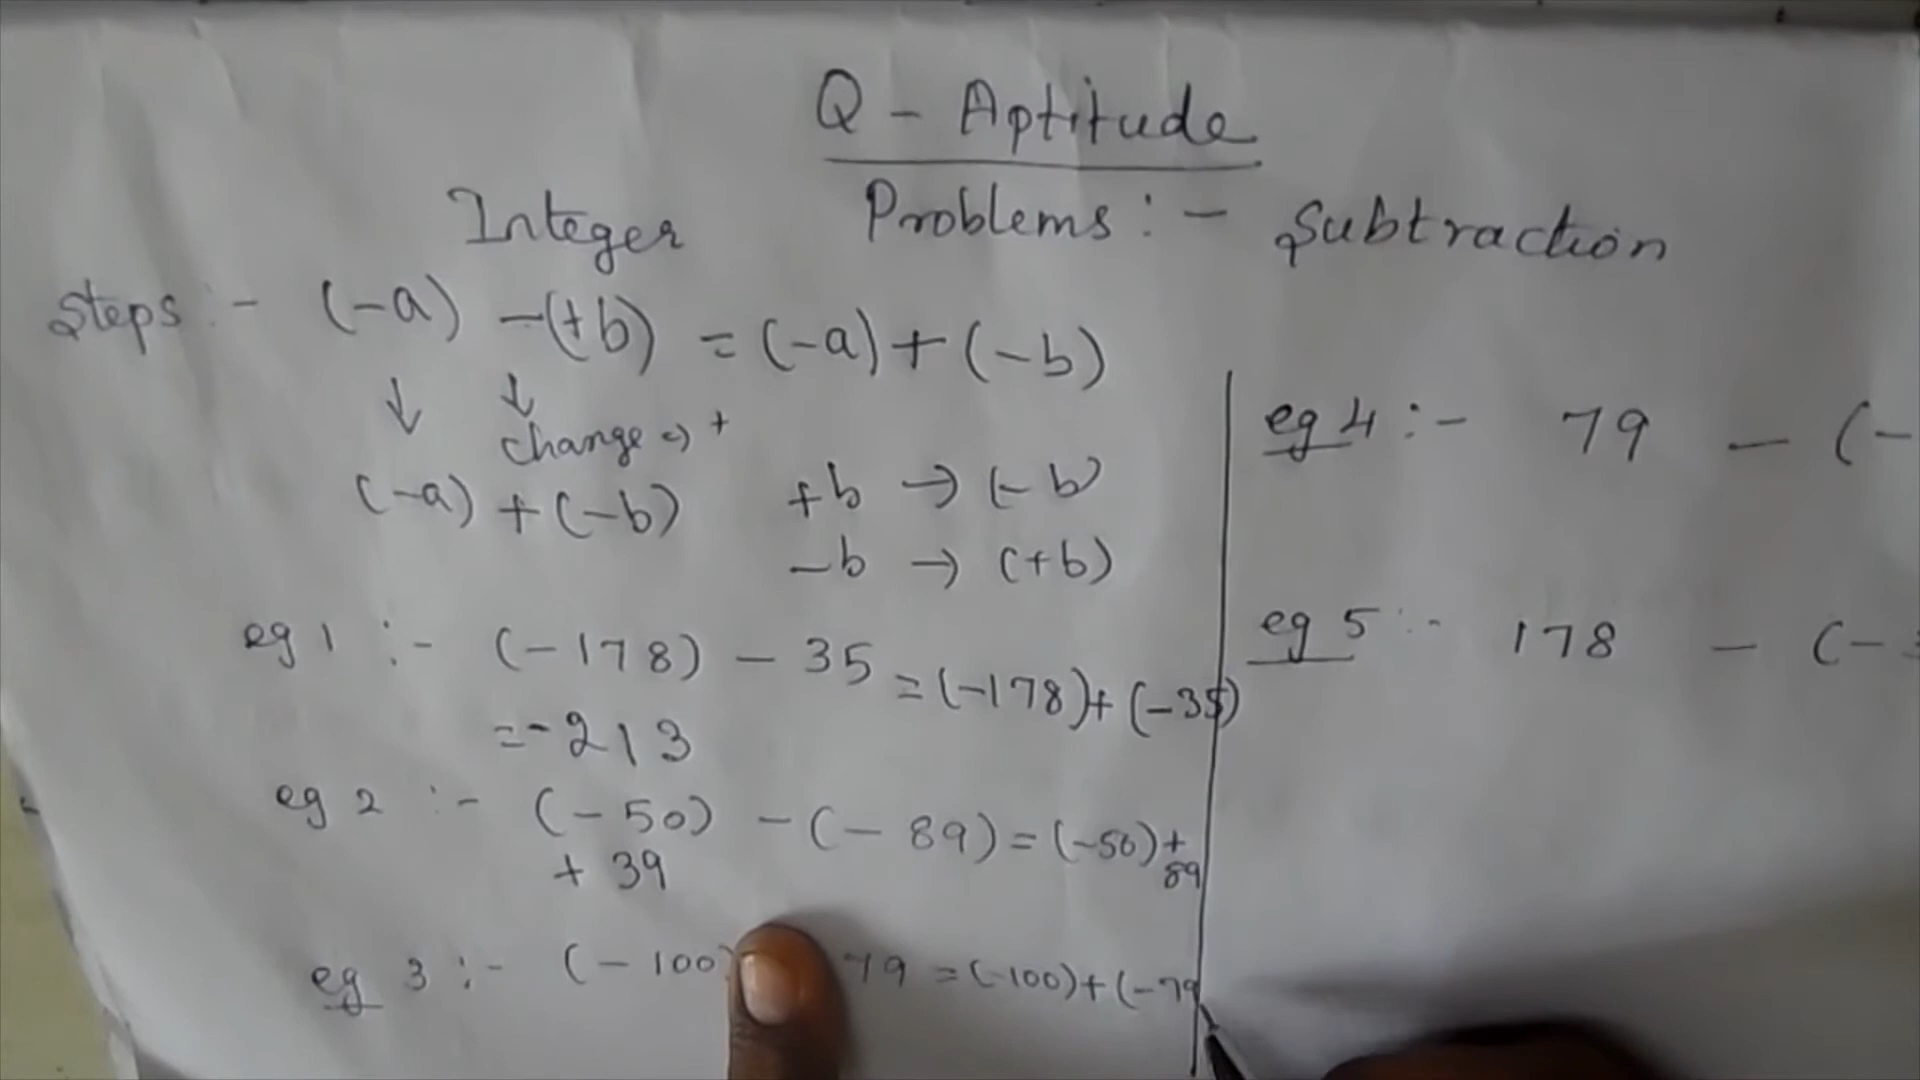 Q - Aptitude
Integer Problems :- Subtraction
Steps :- (-a) -(+b) = (-a) + (-b)
↓ ↓
change => +
(-a) + (-b) +b → (-b)
-b → (+b)
eg 1 :- (-178) - 35 = (-178) + (-35)
= -213
eg 2 :- (-50) - (-89) = (-50) + 89
+ 39
eg 3 :- (-100) 79 = (-100) + (-79
eg 4 :- 79 - (-
eg 5 :- 178 - (-